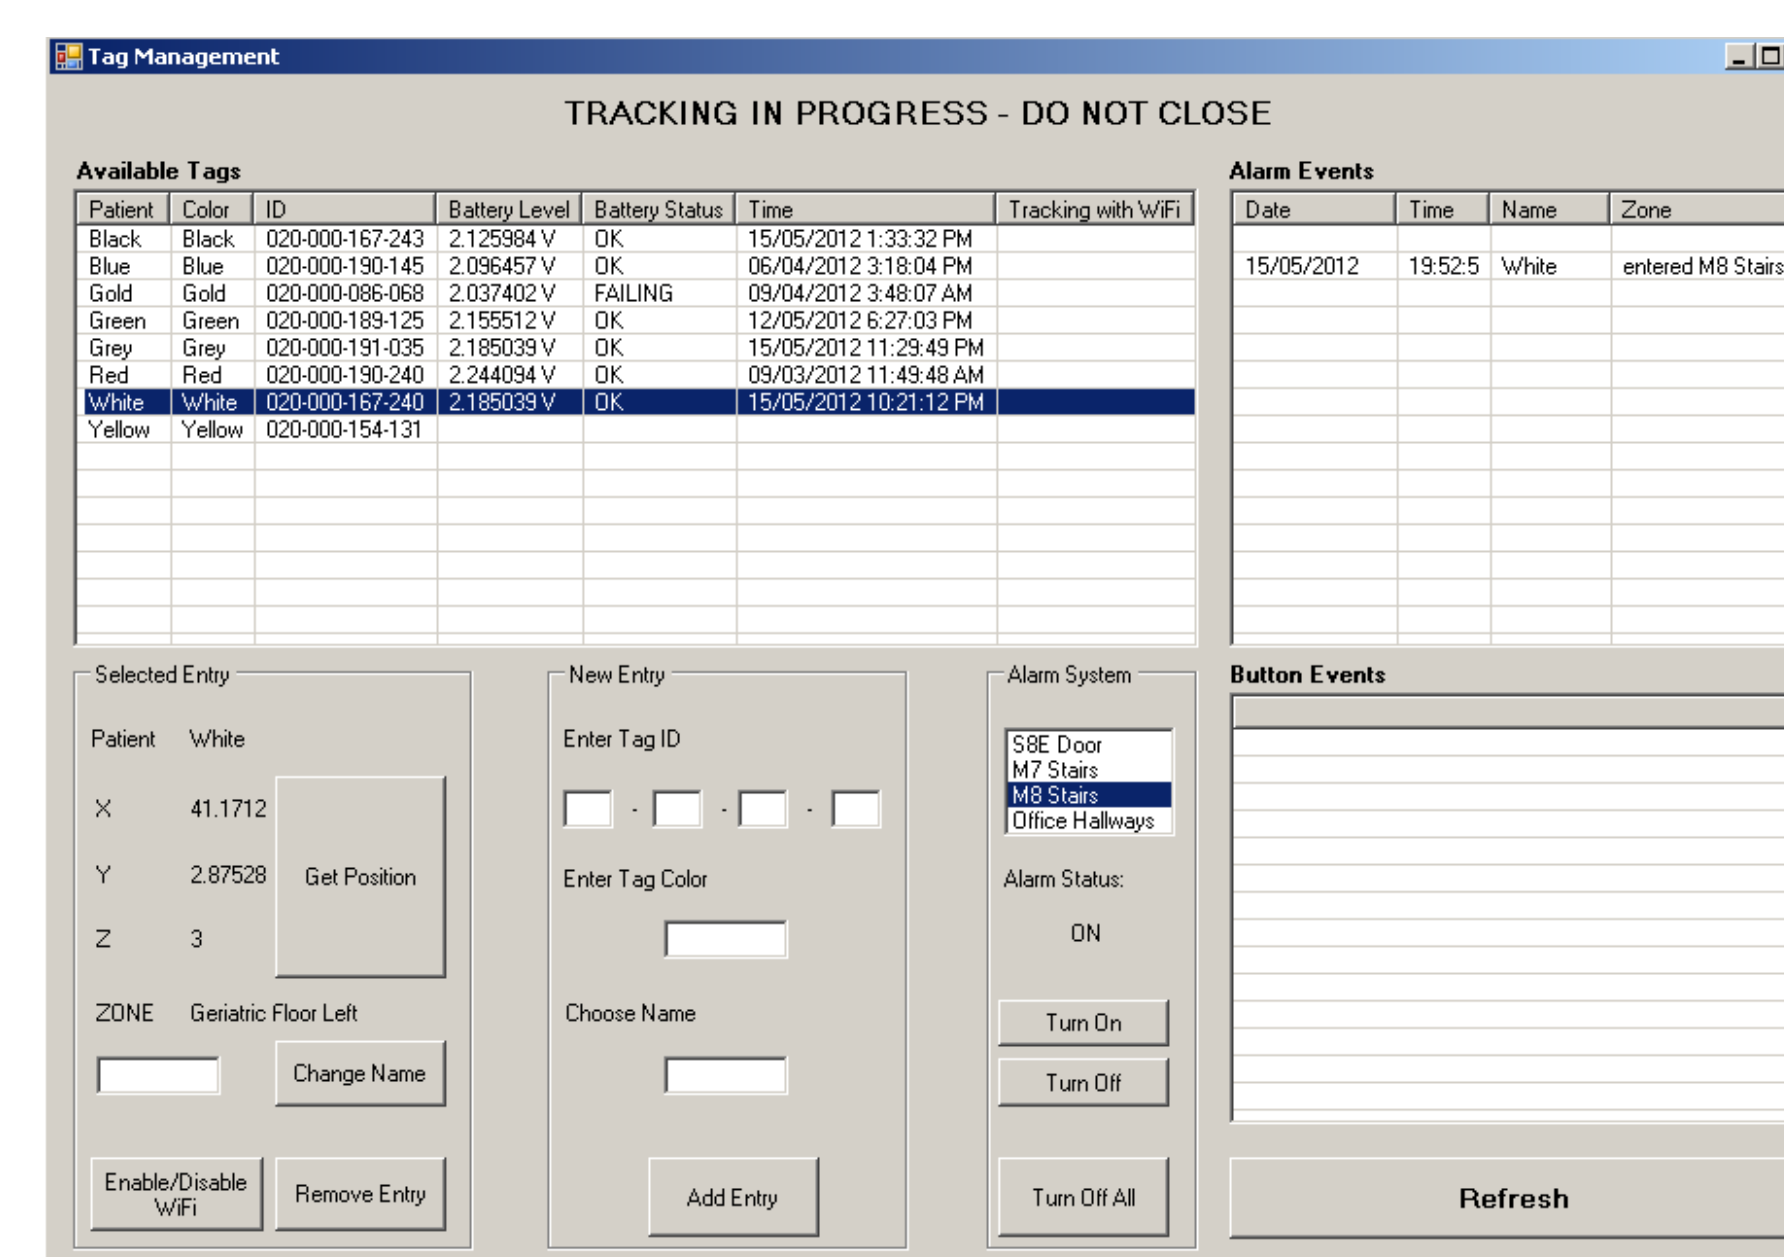 Tag Management
TRACKING IN PROGRESS - DO NOT CLOSE
Available Tags
Patient Color ID Battery Level Battery Status Time Tracking with WiFi
Black Black 020-000-167-243 2.125984 V OK 15/05/2012 1:33:32 PM
Blue Blue 020-000-190-145 2.096457 V OK 06/04/2012 3:18:04 PM
Gold Gold 020-000-086-068 2.037402 V FAILING 09/04/2012 3:48:07 AM
Green Green 020-000-189-125 2.155512 V OK 12/05/2012 6:27:03 PM
Grey Grey 020-000-191-035 2.185039 V OK 15/05/2012 11:29:49 PM
Red Red 020-000-190-240 2.244094 V OK 09/03/2012 11:49:48 AM
White White 020-000-167-240 2.185039 V OK 15/05/2012 10:21:12 PM
Yellow Yellow 020-000-154-131
Alarm Events
Date Time Name Zone
15/05/2012 19:52:5 White entered M8 Stairs
Selected Entry
Patient White
X 41.1712
Y 2.87528
Z 3
Get Position
ZONE Geriatric Floor Left
Change Name
Enable/Disable
WiFi
Remove Entry
New Entry
Enter Tag ID
- - -
Enter Tag Color
Choose Name
Add Entry
Alarm System
S8E Door
M7 Stairs
M8 Stairs
Office Hallways
Alarm Status:
ON
Turn On
Turn Off
Turn Off All
Button Events
Refresh